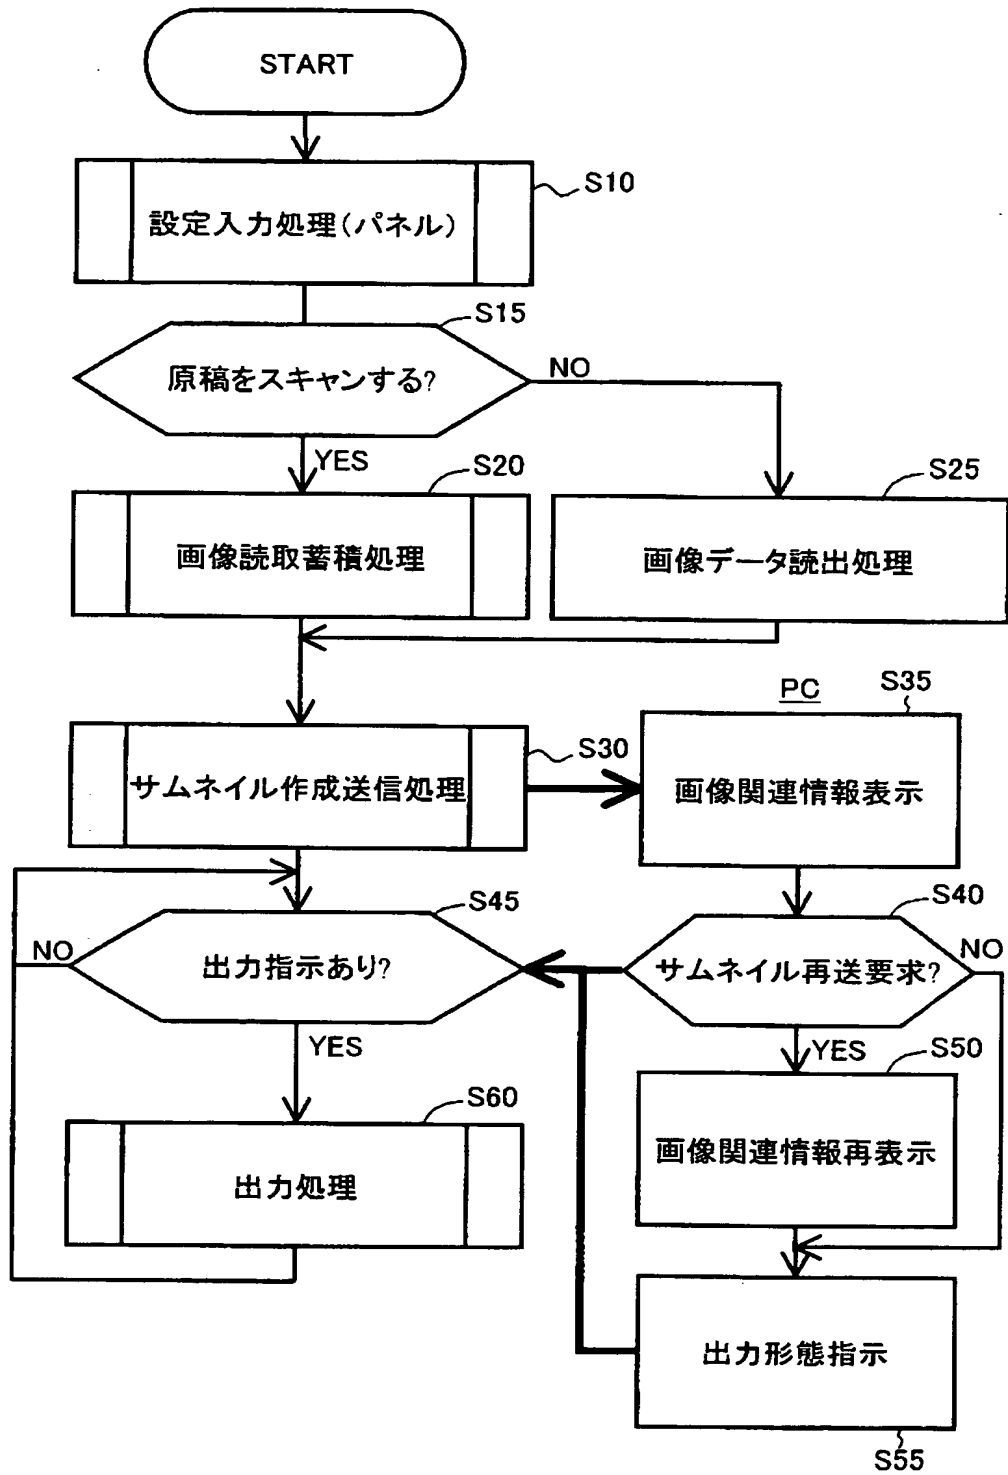 START
S10
設定入力処理(パネル)
S15
原稿をスキャンする?
NO
YES
S20
画像読取蓄積処理
S25
画像データ読出処理
PC
S35
S30
サムネイル作成送信処理
画像関連情報表示
S45
S40
NO
出力指示あり?
サムネイル再送要求?
NO
YES
YES
S50
S60
画像関連情報再表示
出力処理
出力形態指示
S55